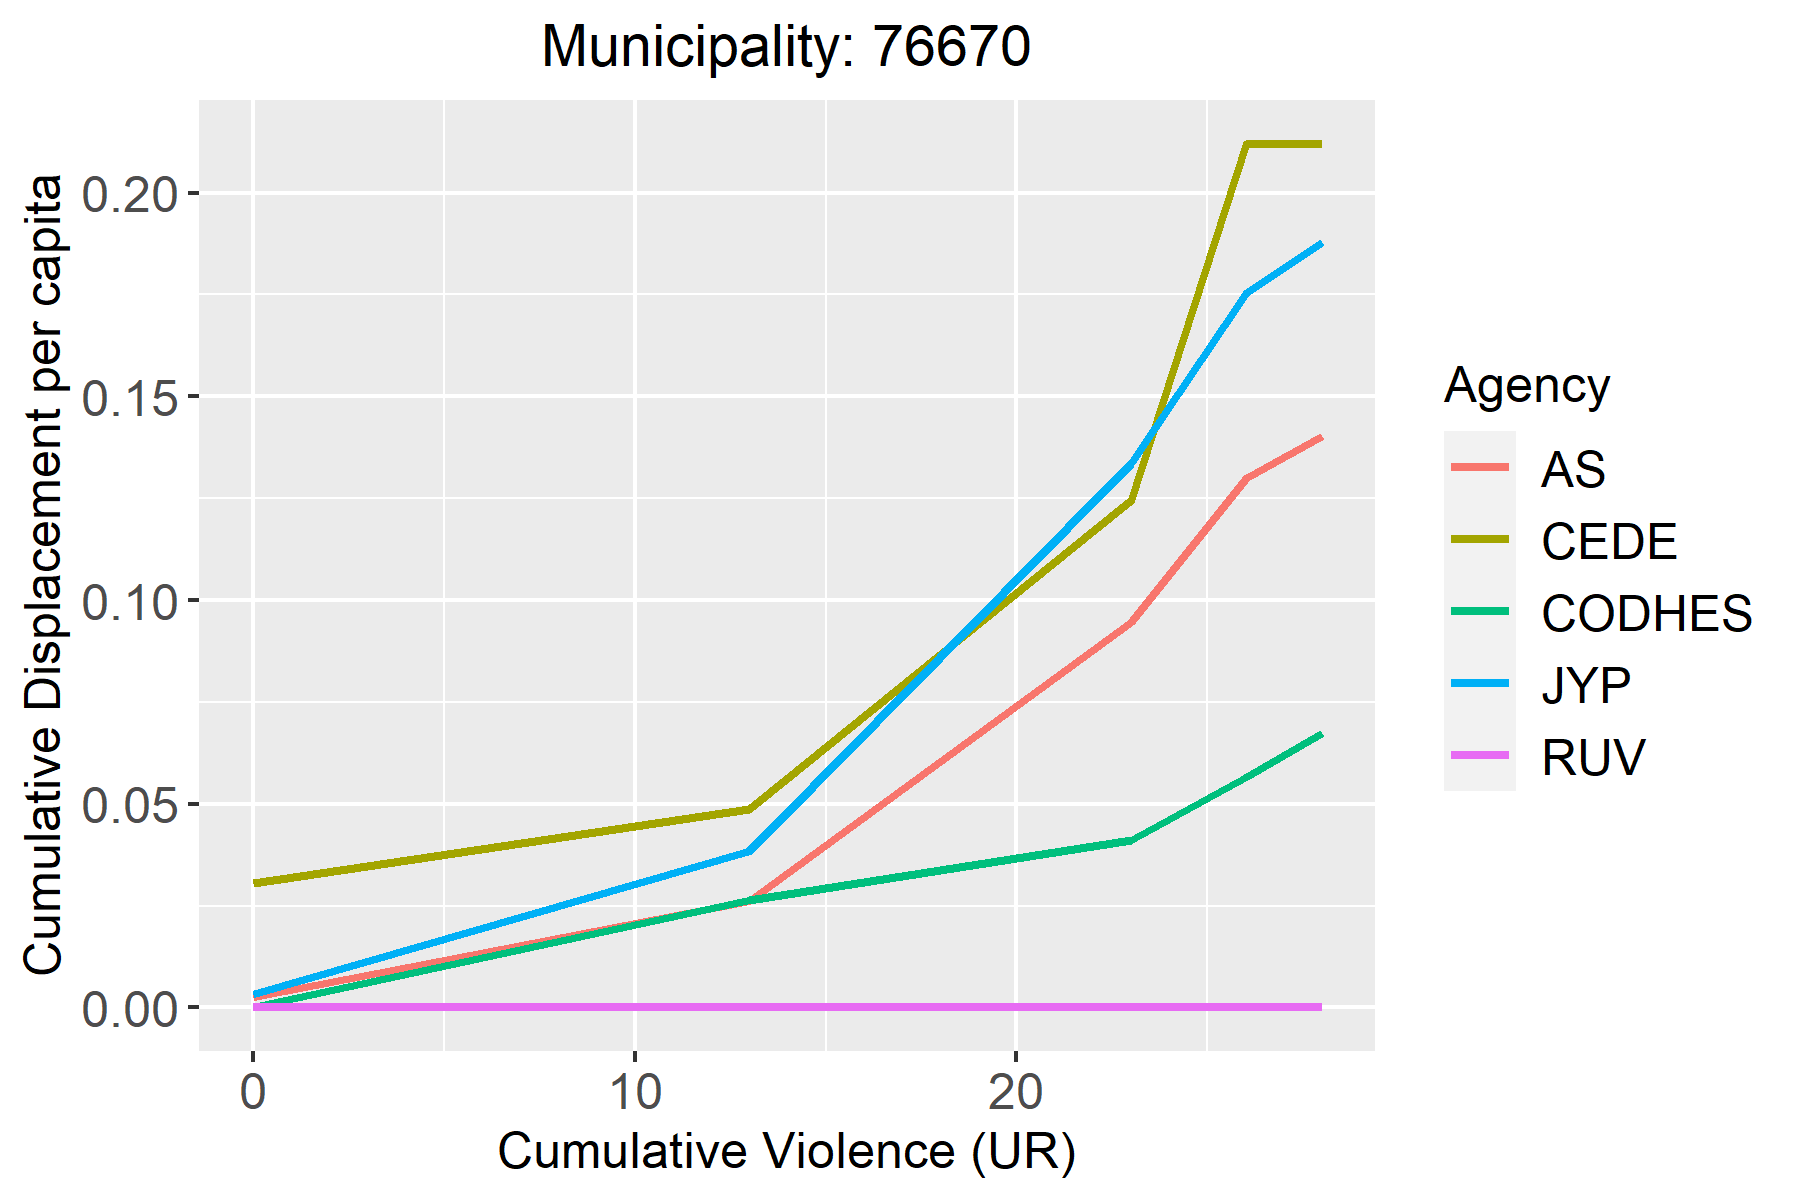 Municipality: 76670
Cumulative Displacement per capita
0.20
0.15
0.10
0.05
0.00
0
10
20
Cumulative Violence (UR)
Agency
AS
CEDE
CODHES
JYP
RUV